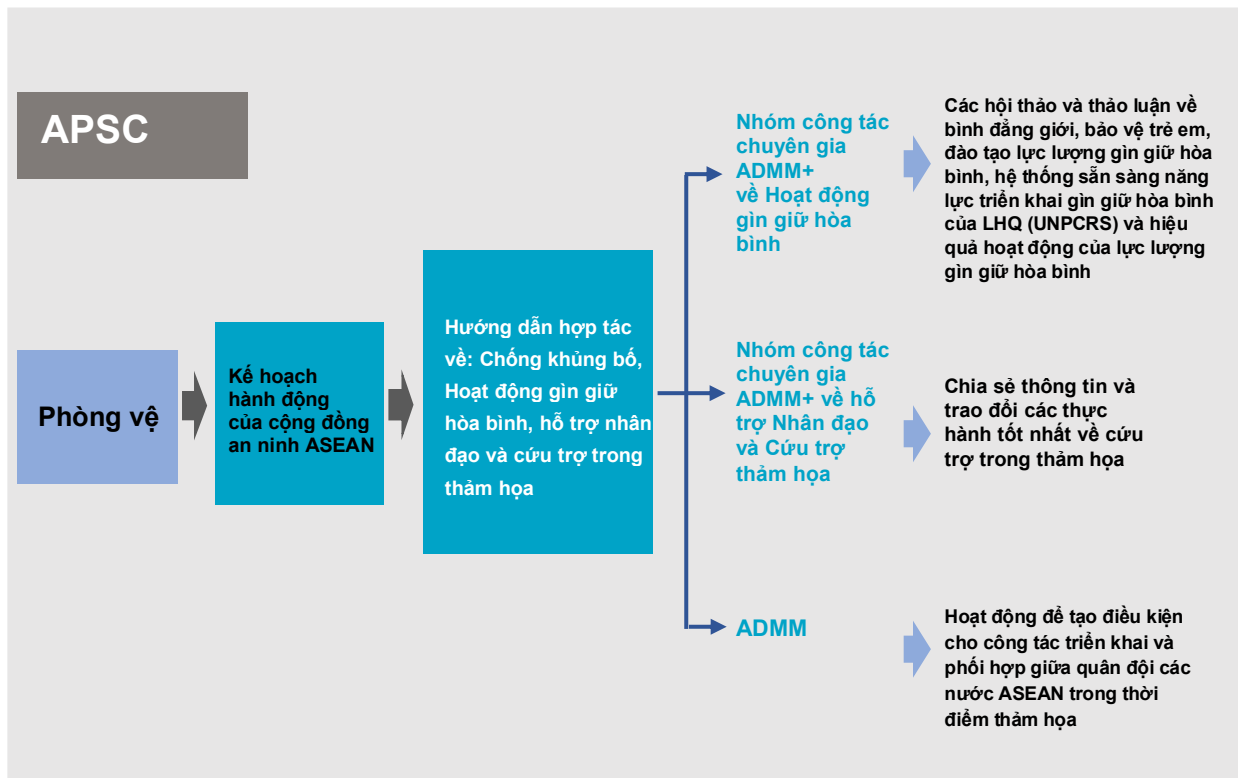 APSC
Phòng vệ
Kế hoạch
hành động
của cộng đồng
an ninh ASEAN
Hướng dẫn hợp tác
về: Chống khủng bố,
Hoạt động gìn giữ
hòa bình, hỗ trợ nhân
đạo và cứu trợ trong
thảm họa
Nhóm công tác
chuyên gia
ADMM+
về Hoạt động
gìn giữ hòa
bình
Các hội thảo và thảo luận về
bình đẳng giới, bảo vệ trẻ em,
đào tạo lực lượng gìn giữ hòa
bình, hệ thống sẵn sàng năng
lực triển khai gìn giữ hòa bình
của LHQ (UNPCRS) và hiệu
quả hoạt động của lực lượng
gìn giữ hòa bình
Nhóm công tác
chuyên gia
ADMM+ về hỗ
trợ Nhân đạo
và Cứu trợ
thảm họa
Chia sẻ thông tin và
trao đổi các thực
hành tốt nhất về cứu
trợ trong thảm họa
ADMM
Hoạt động để tạo điều kiện
cho công tác triển khai và
phối hợp giữa quân đội các
nước ASEAN trong thời
điểm thảm họa